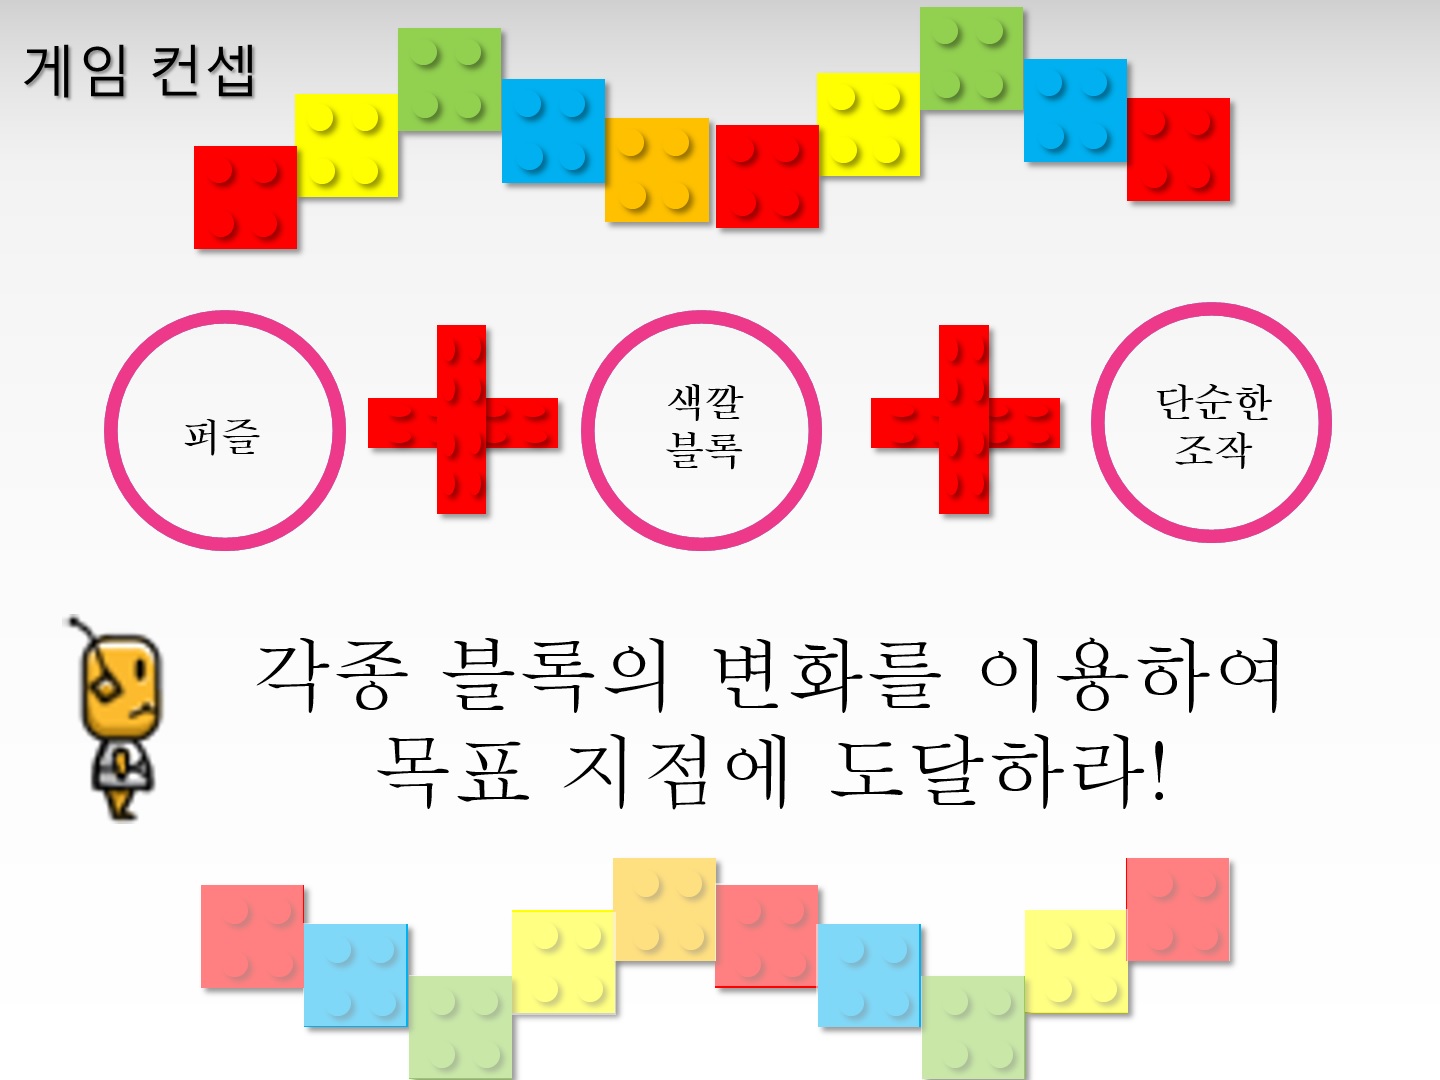 게임 컨셉
퍼즐
색깔
블록
단순한
조작
각종 블록의 변화를 이용하여
목표 지점에 도달하라!